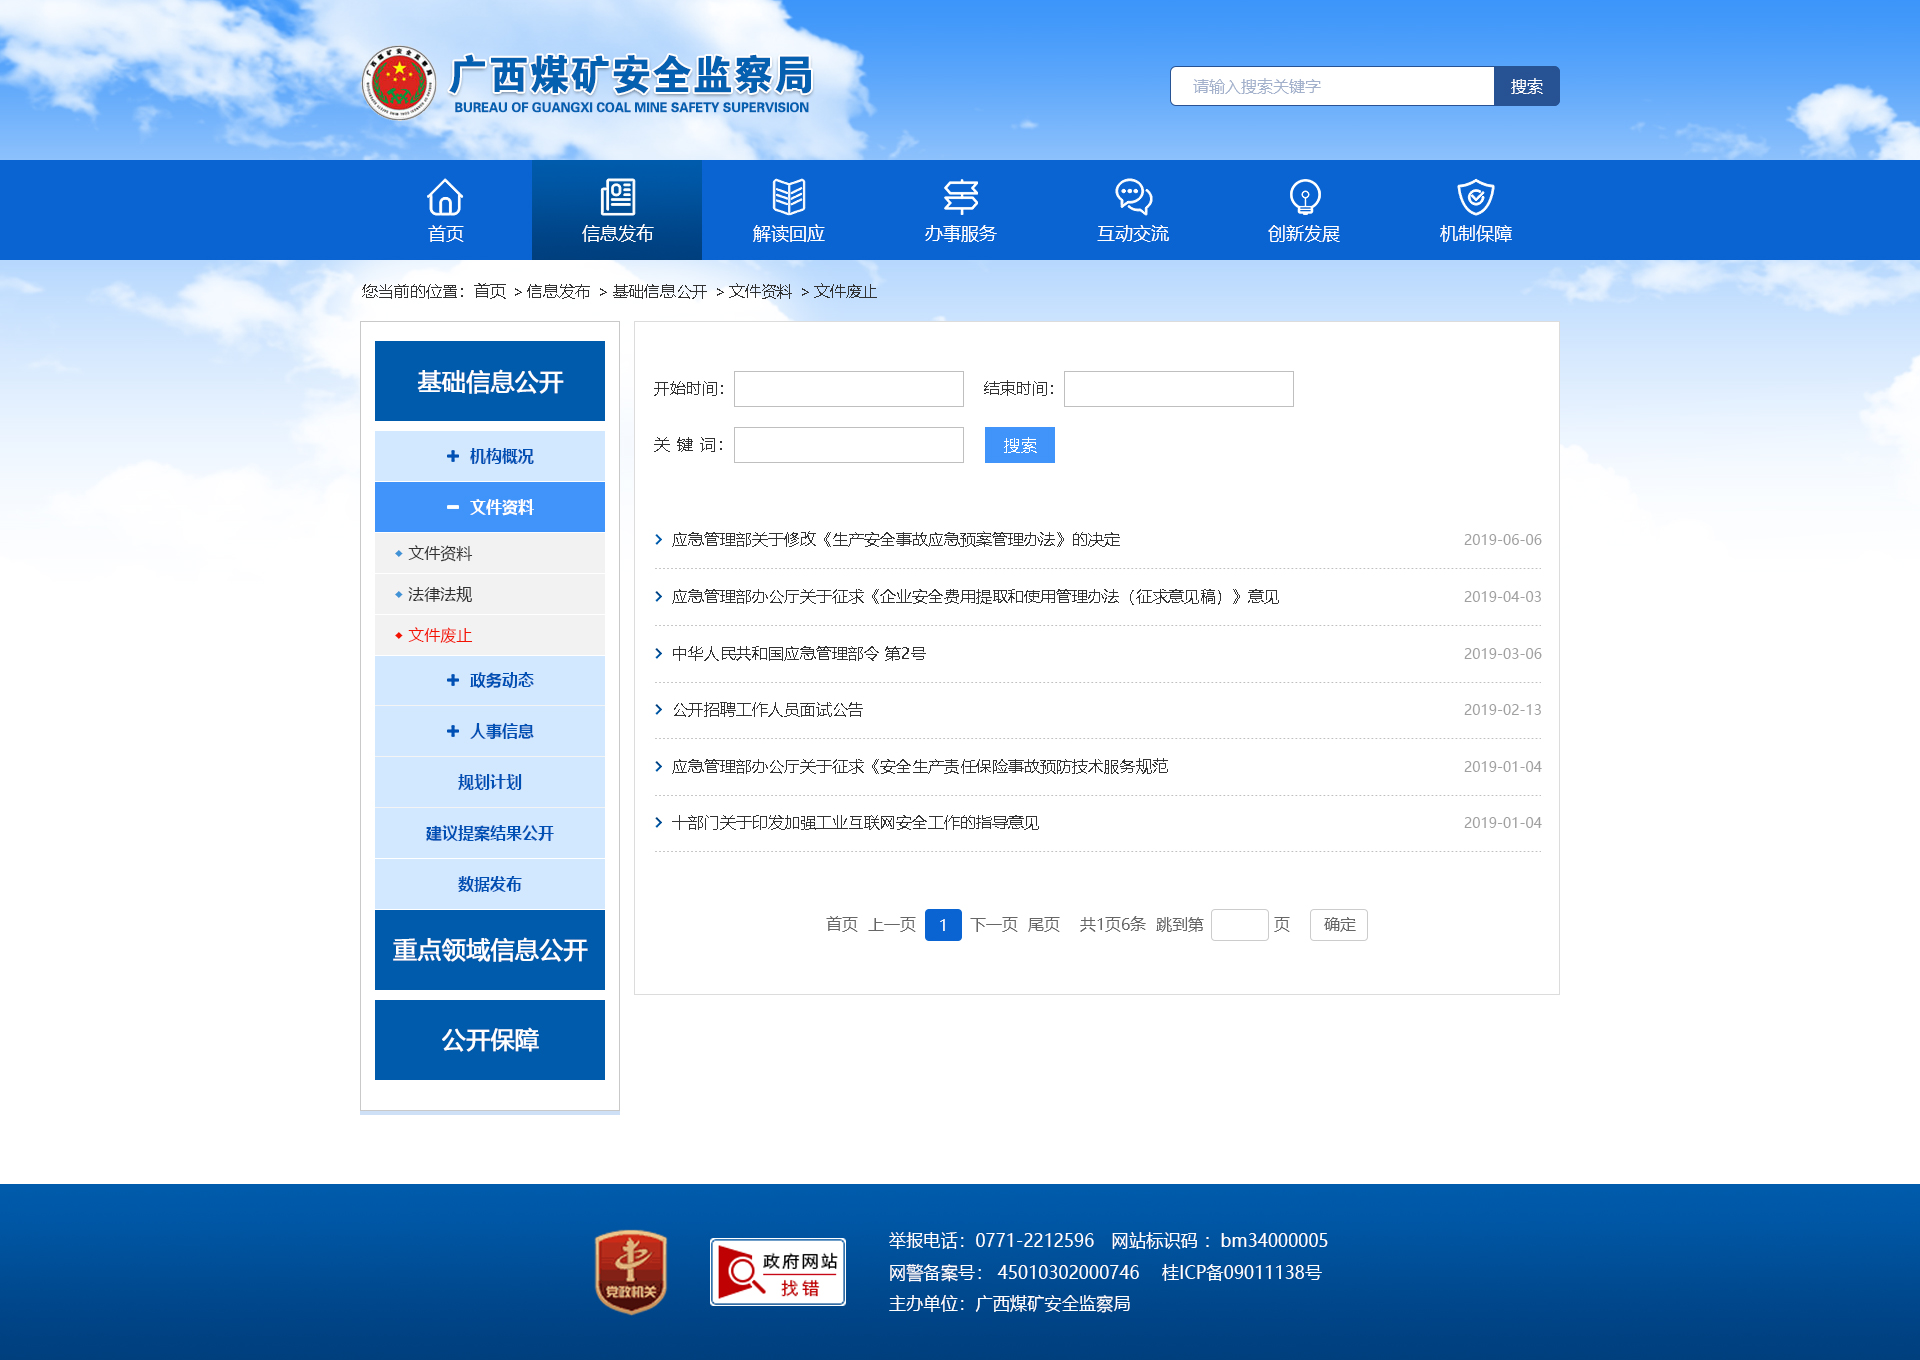 广西煤矿安全监察局
BUREAU OF GUANGXI COAL MINE SAFETY SUPERVISION
请输入搜索关键字 搜索
首页 信息发布 解读回应 办事服务 互动交流 创新发展 机制保障
您当前的位置：首页 > 信息发布 > 基础信息公开 > 文件资料 > 文件废止
基础信息公开
机构概况
文件资料
文件资料
法律法规
文件废止
政务动态
人事信息
规划计划
建议提案结果公开
数据发布
重点领域信息公开
公开保障
开始时间： 结束时间：
关 键 词： 搜索
应急管理部关于修改《生产安全事故应急预案管理办法》的决定 2019-06-06
应急管理部办公厅关于征求《企业安全费用提取和使用管理办法（征求意见稿）》意见 2019-04-03
中华人民共和国应急管理部令 第2号 2019-03-06
公开招聘工作人员面试公告 2019-02-13
应急管理部办公厅关于征求《安全生产责任保险事故预防技术服务规范 2019-01-04
十部门关于印发加强工业互联网安全工作的指导意见 2019-01-04
首页 上一页 1 下一页 尾页 共1页6条 跳到第 页 确定
党政机关
政府网站
找错
举报电话：0771-2212596 网站标识码 ：bm34000005
网警备案号： 45010302000746 桂ICP备09011138号
主办单位：广西煤矿安全监察局